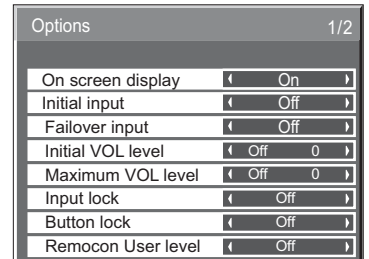 Options 1/2
On screen display On
Initial input Off
Failover input Off
Initial VOL level Off 0
Maximum VOL level Off 0
Input lock Off
Button lock Off
Remocon User level Off